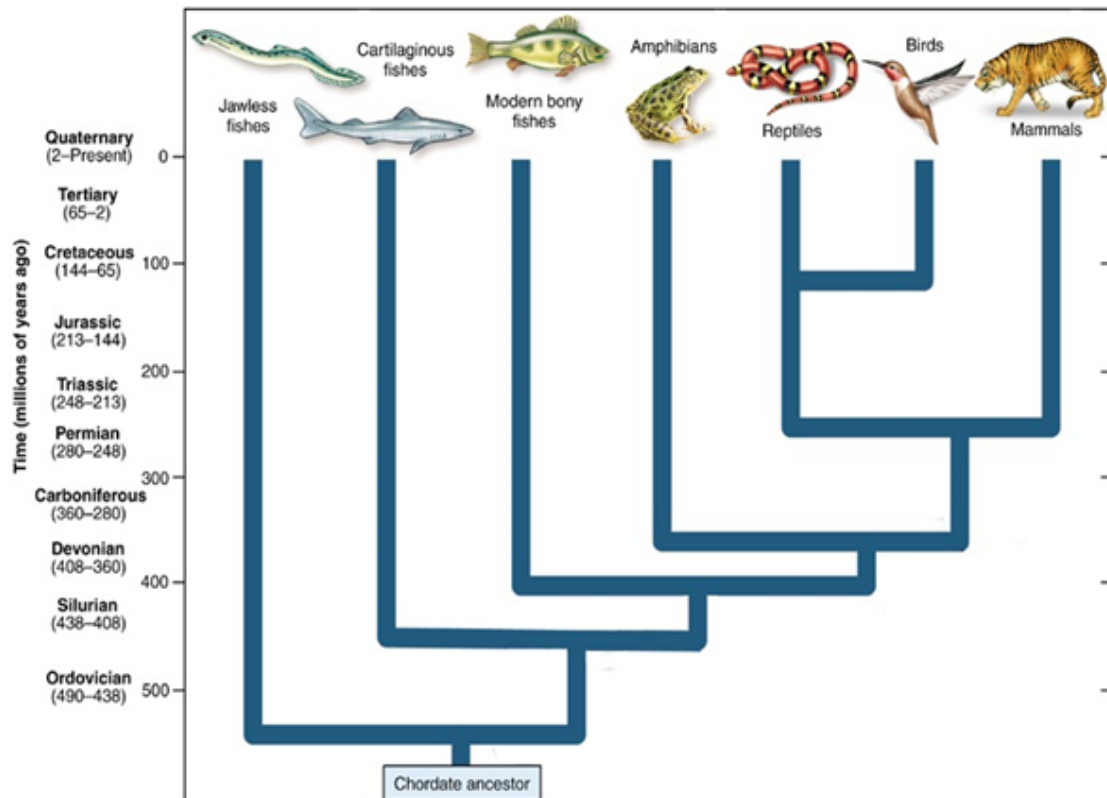 Cartilaginous
fishes
Jawless
fishes
Modern bony
fishes
Amphibians
Reptiles
Birds
Mammals
Time (millions of years ago)
Quaternary
(2–Present)
0
Tertiary
(65–2)
Cretaceous
(144–65)
100
Jurassic
(213–144)
200
Triassic
(248–213)
Permian
(280–248)
300
Carboniferous
(360–280)
Devonian
(408–360)
400
Silurian
(438–408)
Ordovician
(490–438)
500
Chordate ancestor